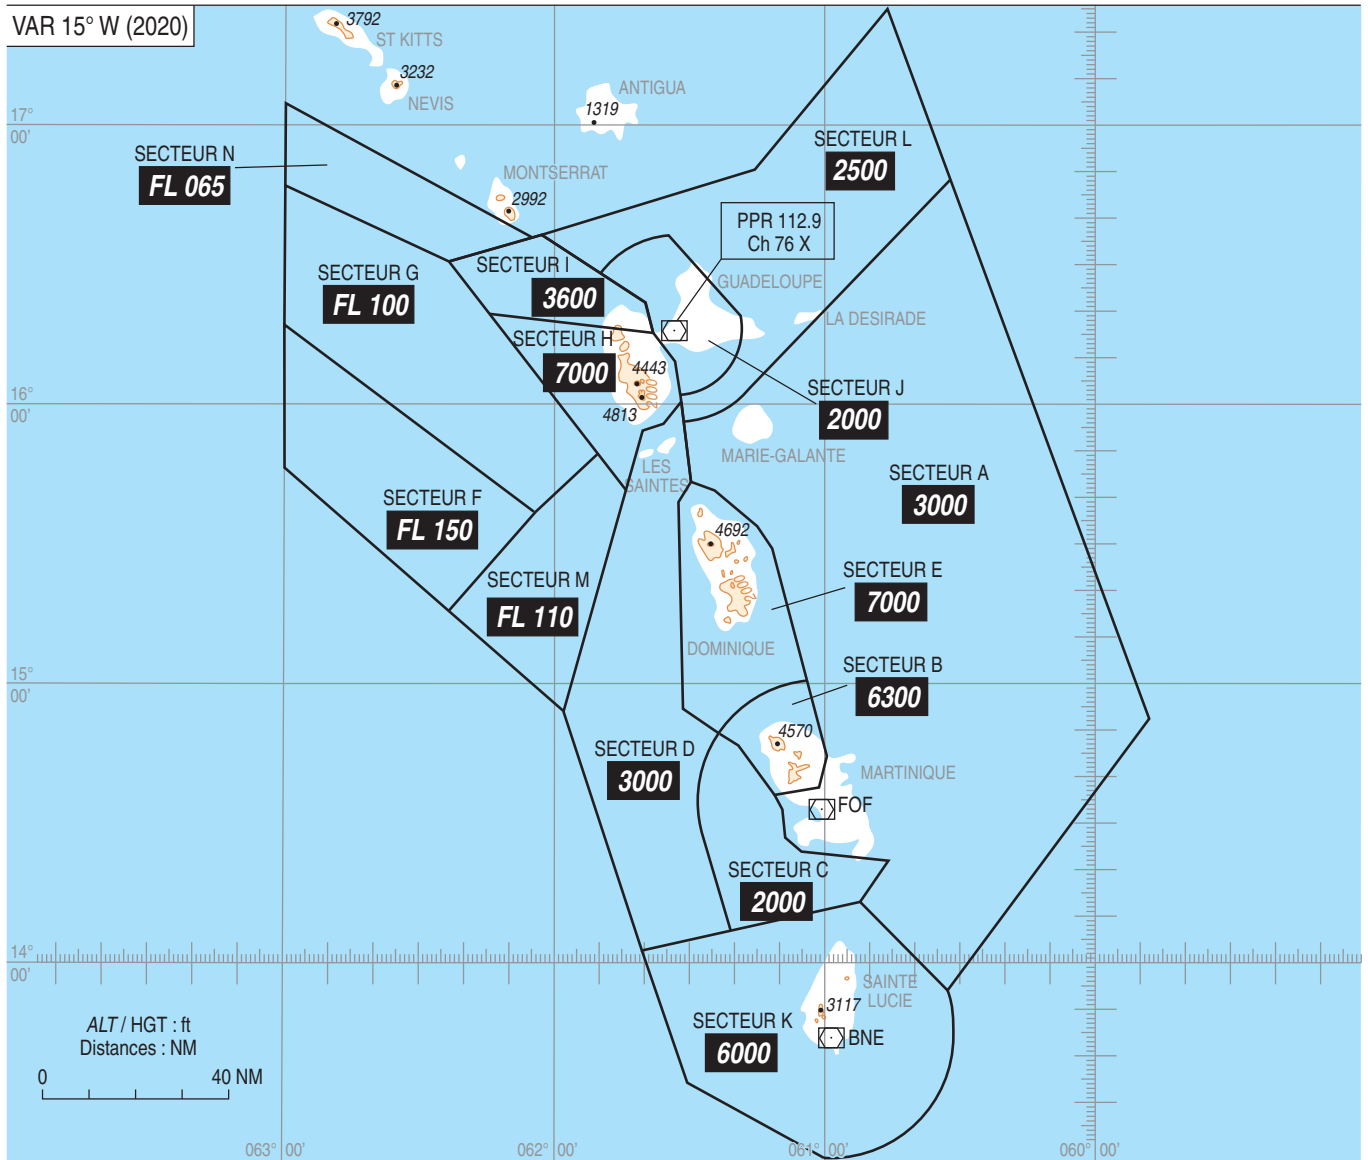 VAR 15° W (2020)
3792
ST KITTS
3232
NEVIS
ANTIGUA
1319
17°
00'
SECTEUR N
FL 065
MONTSERRAT
2992
SECTEUR L
2500
PPR 112.9
Ch 76 X
SECTEUR G
FL 100
SECTEUR I
3600
GUADELOUPE
LA DESIRADE
SECTEUR H
7000
4443
2000
4813
16°
00'
SECTEUR J
2000
MARIE-GALANTE
LES
SAINTES
SECTEUR A
3000
SECTEUR F
FL 150
4692
SECTEUR M
FL 110
SECTEUR E
7000
DOMINIQUE
15°
00'
SECTEUR B
6300
4570
SECTEUR D
3000
MARTINIQUE
FOF
SECTEUR C
2000
14°
00'
SAINTE
LUCIE
3117
BNE
SECTEUR K
6000
ALT / HGT : ft
Distances : NM
0
40 NM
063° 00'
062° 00'
061° 00'
060° 00'